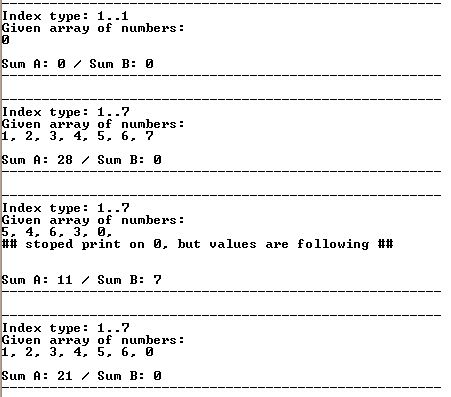 Index type: 1..1
Given array of numbers:
0
Sum A: 0 / Sum B: 0
Index type: 1..7
Given array of numbers:
1, 2, 3, 4, 5, 6, 7
Sum A: 28 / Sum B: 0
Index type: 1..7
Given array of numbers:
5, 4, 6, 3, 0,
## stoped print on 0, but values are following ##
Sum A: 11 / Sum B: 7
Index type: 1..7
Given array of numbers:
1, 2, 3, 4, 5, 6, 0
Sum A: 21 / Sum B: 0